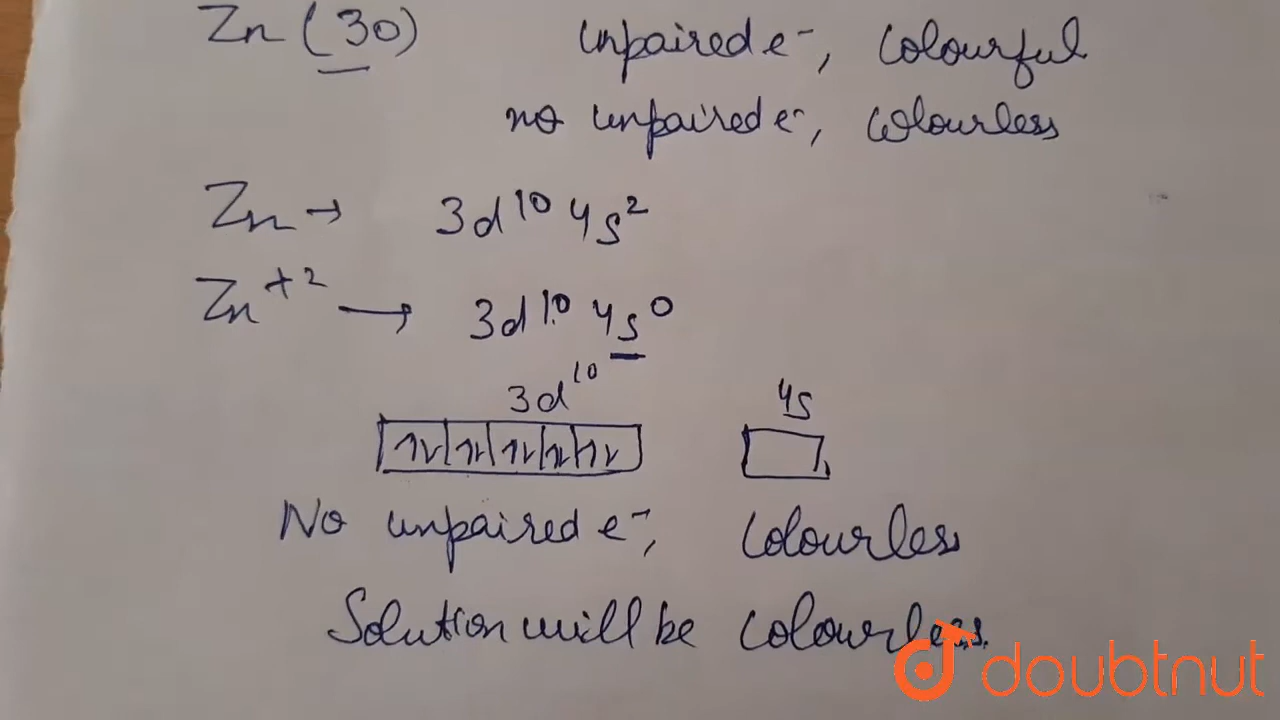 Zn (30) unpaired e⁻, colourful
no unpaired e⁻, colourless
Zn → 3d¹⁰ 4s²
Zn⁺² → 3d¹⁰ 4s⁰
3d¹⁰ 4s
↑↓ ↑↓ ↑↓ ↑↓ ↑↓
No unpaired e⁻, colourless
Solution will be colourless.
doubtnut